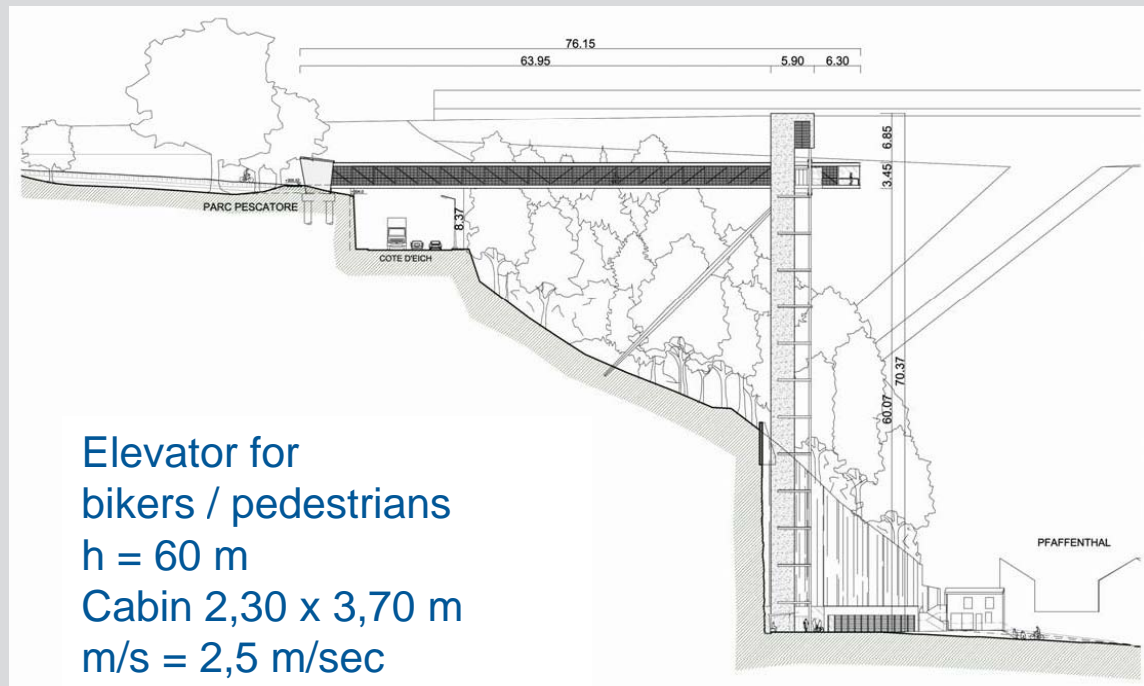 76.15
63.95
5.90
6.30
6.85
3.45
PARC PESCATORE
8.37
COTE D'EICH
70.37
60.07
Elevator for
bikers / pedestrians
h = 60 m
Cabin 2,30 x 3,70 m
m/s = 2,5 m/sec
PFAFFENTHAL